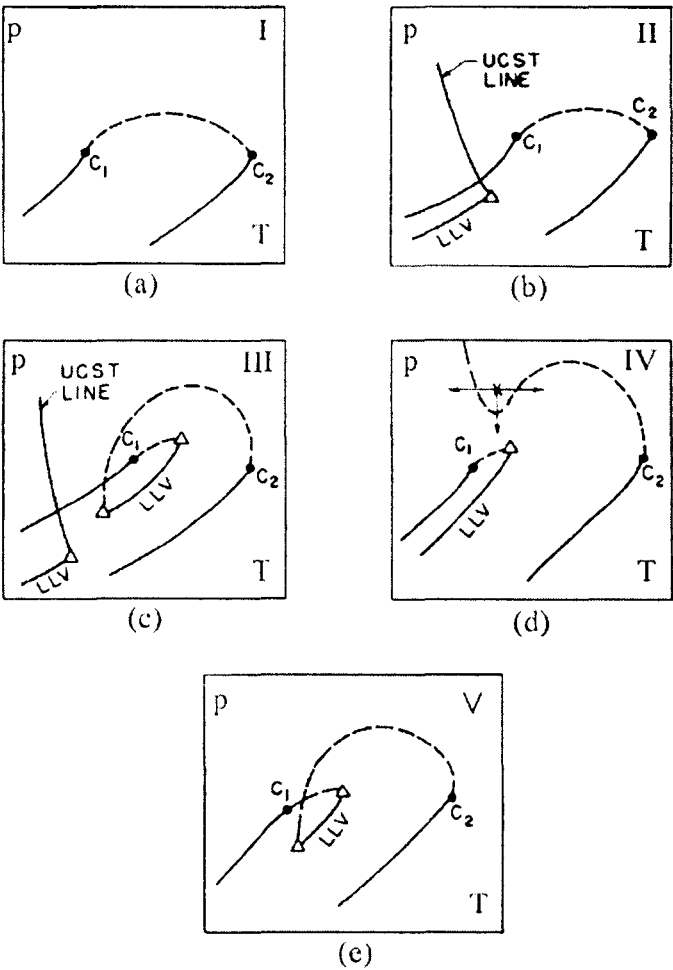 p I
C1
C2
T
(a)
p II
UCST
LINE
C1
C2
LLV
T
(b)
p III
UCST
LINE
C1
C2
LLV
LLV
T
(c)
p IV
C1
C2
LLV
T
(d)
p V
C1
C2
LLV
T
(e)